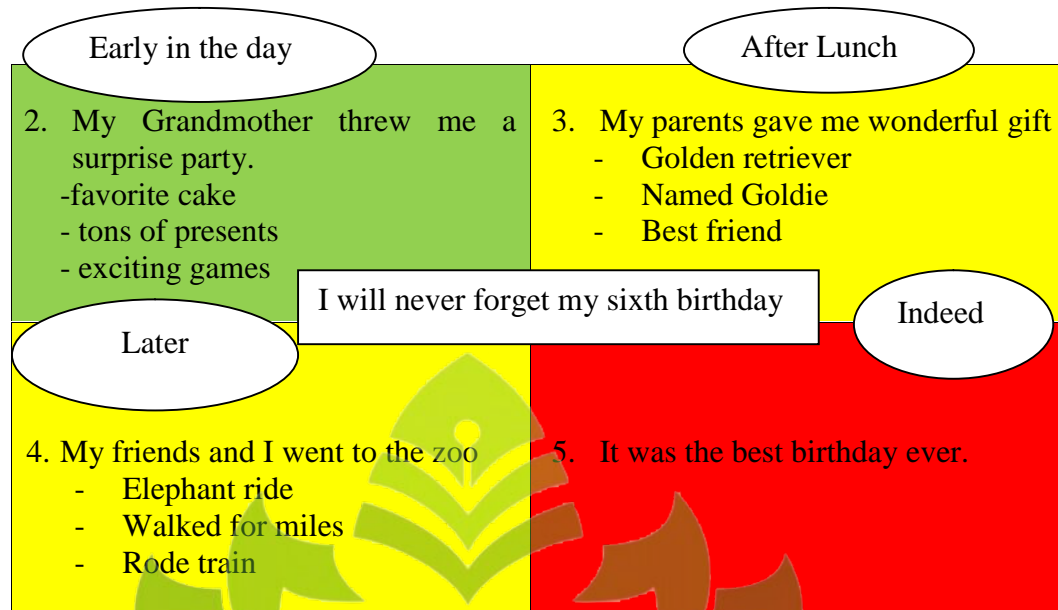 Early in the day
2. My Grandmother threw me a
surprise party.
-favorite cake
- tons of presents
- exciting games
After Lunch
3. My parents gave me wonderful gift
- Golden retriever
- Named Goldie
- Best friend
I will never forget my sixth birthday
Later
4. My friends and I went to the zoo
- Elephant ride
- Walked for miles
- Rode train
Indeed
5. It was the best birthday ever.